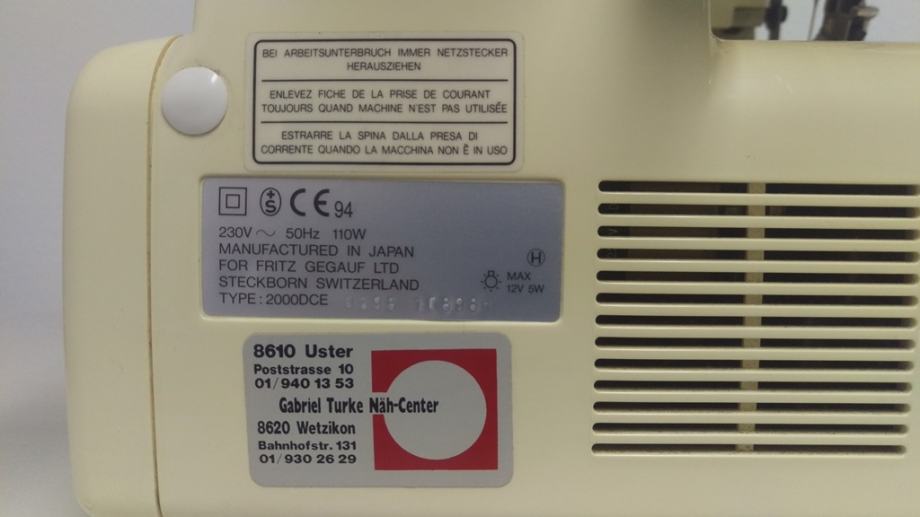 BEI ARBEITSUNTERBRUCH IMMER NETZSTECKER
HERAUSZIEHEN
ENLEVEZ FICHE DE LA PRISE DE COURANT
TOUJOURS QUAND MACHINE N'EST PAS UTILISÉE
ESTRARRE LA SPINA DALLA PRESA DI
CORRENTE QUANDO LA MACCHINA NON È IN USO
+S CE 94
230V ~ 50Hz 110W
MANUFACTURED IN JAPAN
FOR FRITZ GEGAUF LTD
STECKBORN SWITZERLAND
TYPE: 2000DCE
H
MAX
12V 5W
8610 Uster
Poststrasse 10
01/940 13 53
Gabriel Turke Näh-Center
8620 Wetzikon
Bahnhofstr. 131
01/930 26 29